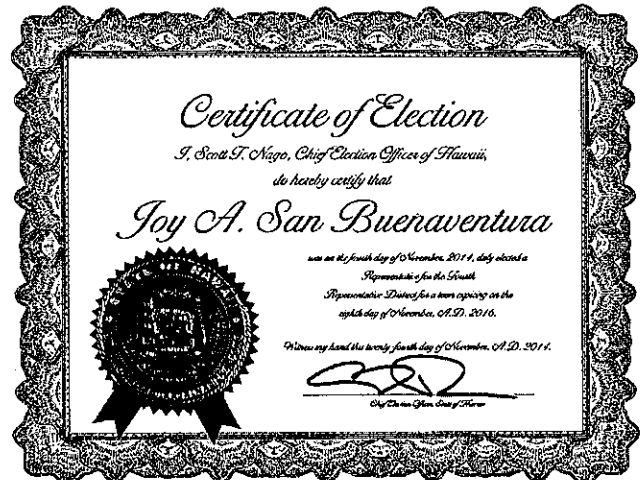 Certificate of Election
I, Scott T. Nago, Chief Election Officer of Hawaii,
do hereby certify that
Joy A. San Buenaventura
was on the fourth day of November, 2014, duly elected a
Representative for the Fourth
Representative District for a term expiring on the
eighth day of November, A.D. 2016.
Witness my hand this twenty-fourth day of November, A.D. 2014.
Chief Election Officer, State of Hawaii